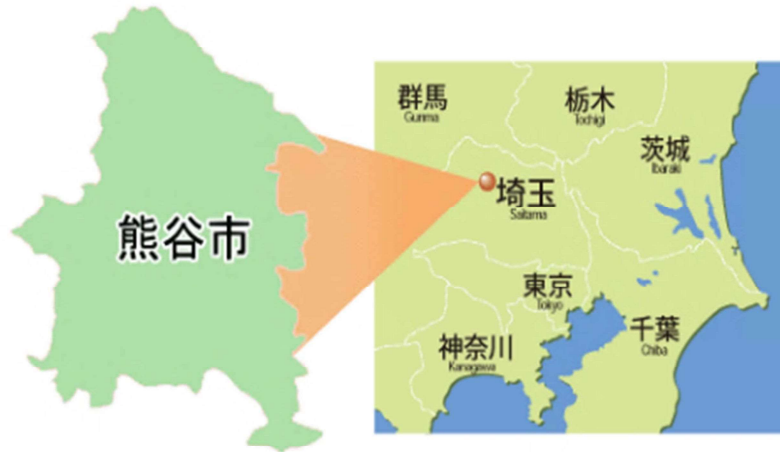 熊谷市
群馬
Gunma
栃木
Tochigi
茨城
Ibaraki
埼玉
Saitama
東京
Tokyo
千葉
Chiba
神奈川
Kanagawa